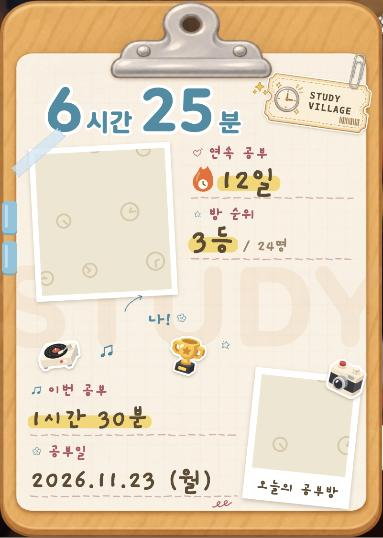 6시간 25분
STUDY
VILLAGE
연속 공부
12일
방 순위
3등 / 24명
STUDY
나!
이번 공부
1시간 30분
공부일
2026.11.23 (월)
오늘의 공부방